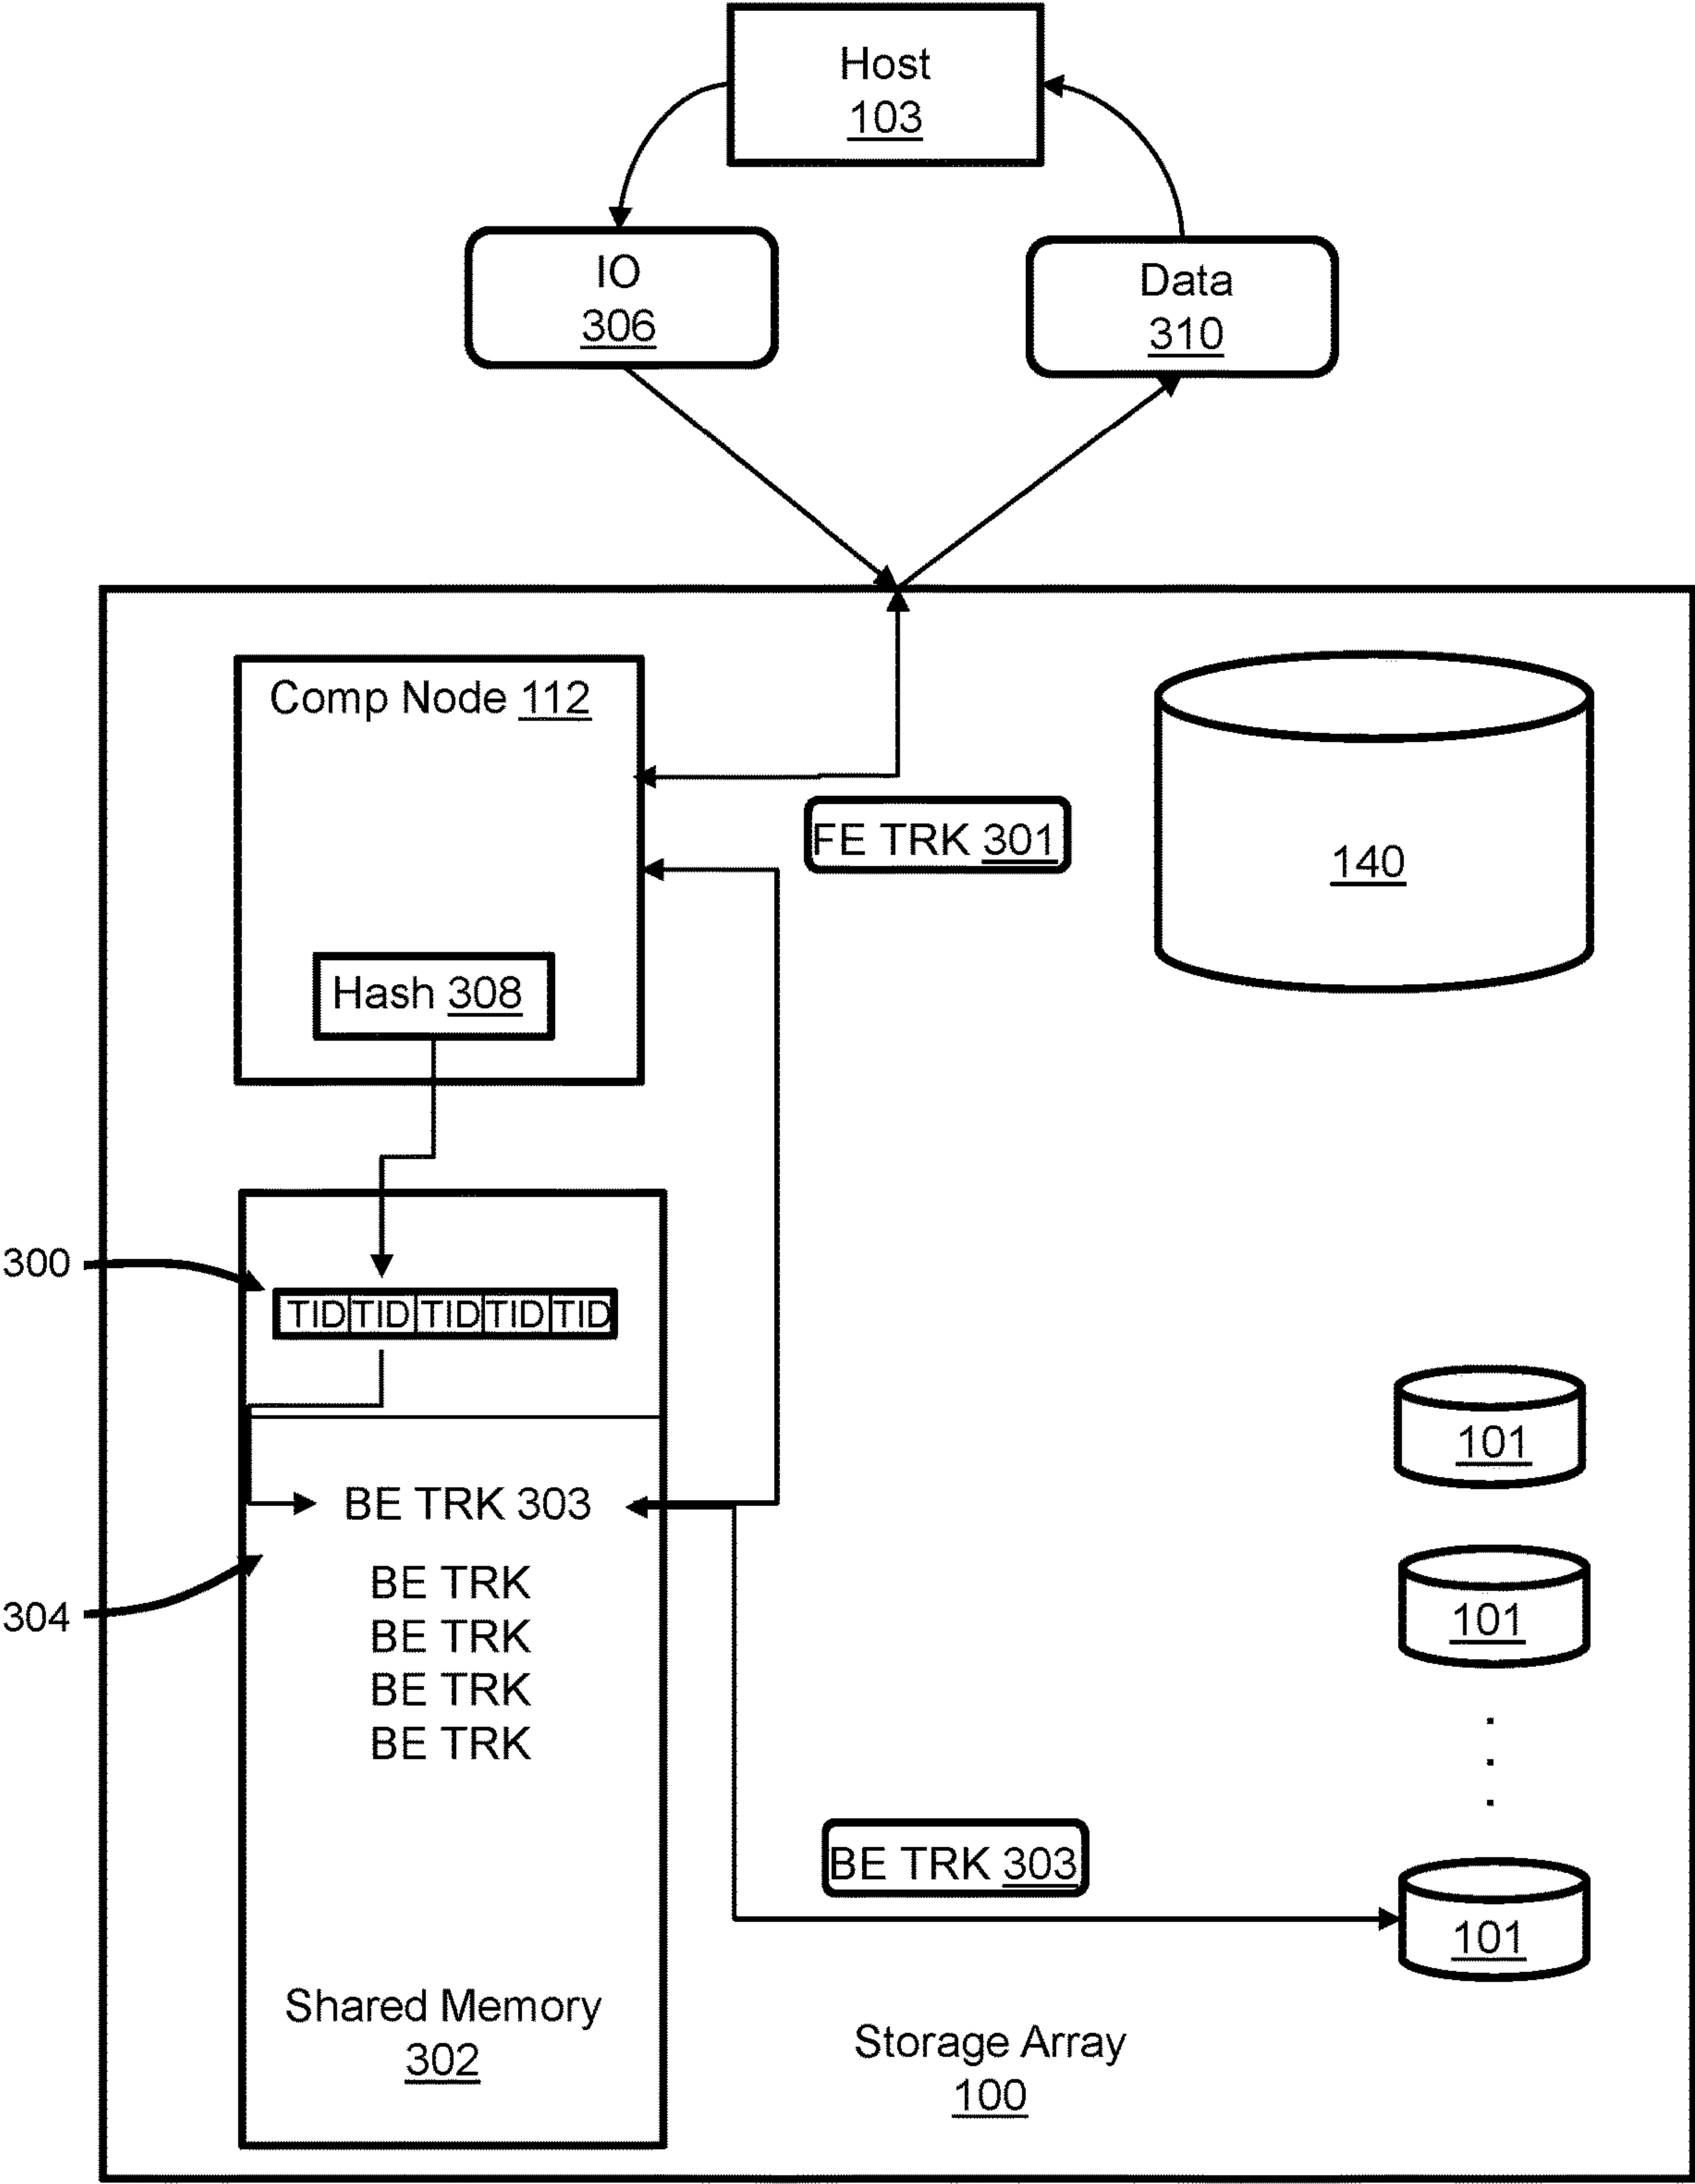 Host
103
IO
306
Data
310
Comp Node 112
FE TRK 301
140
Hash 308
300
TID TID TID TID TID
101
BE TRK 303
304
BE TRK
101
BE TRK
BE TRK
BE TRK
BE TRK 303
101
Shared Memory
302
Storage Array
100